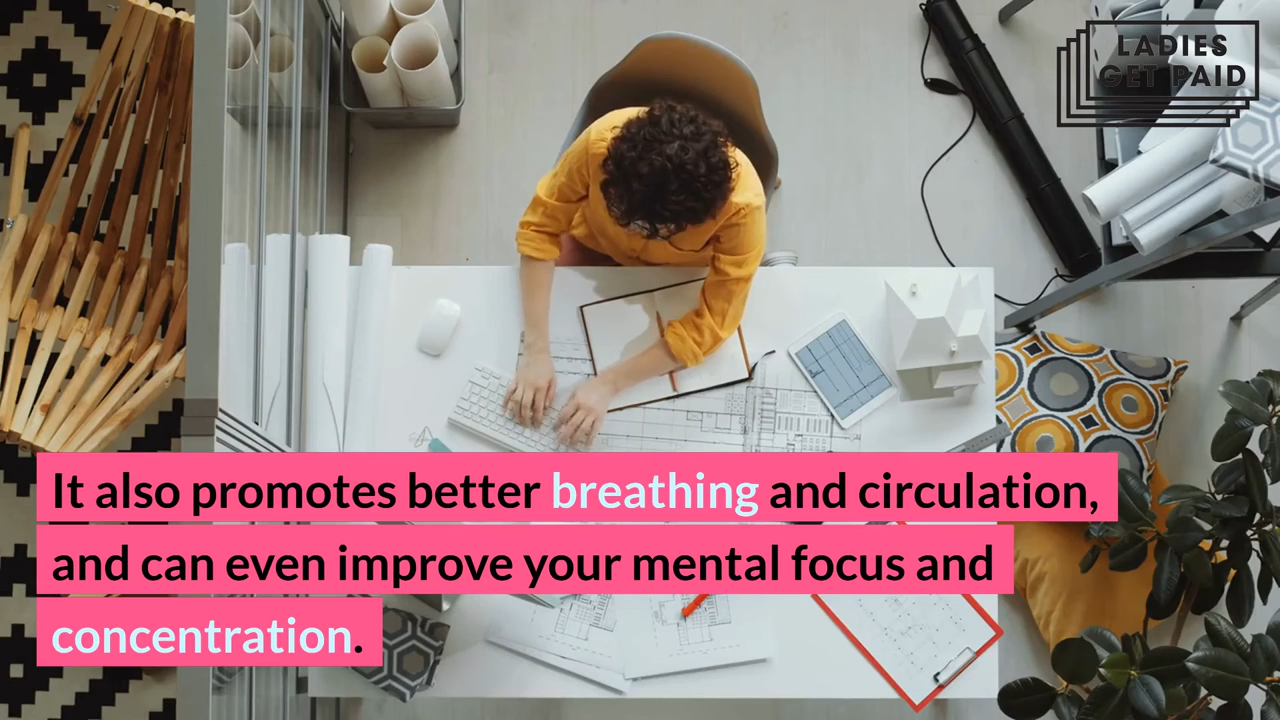 LADIES
GET PAID
It also promotes better breathing and circulation,
and can even improve your mental focus and
concentration.